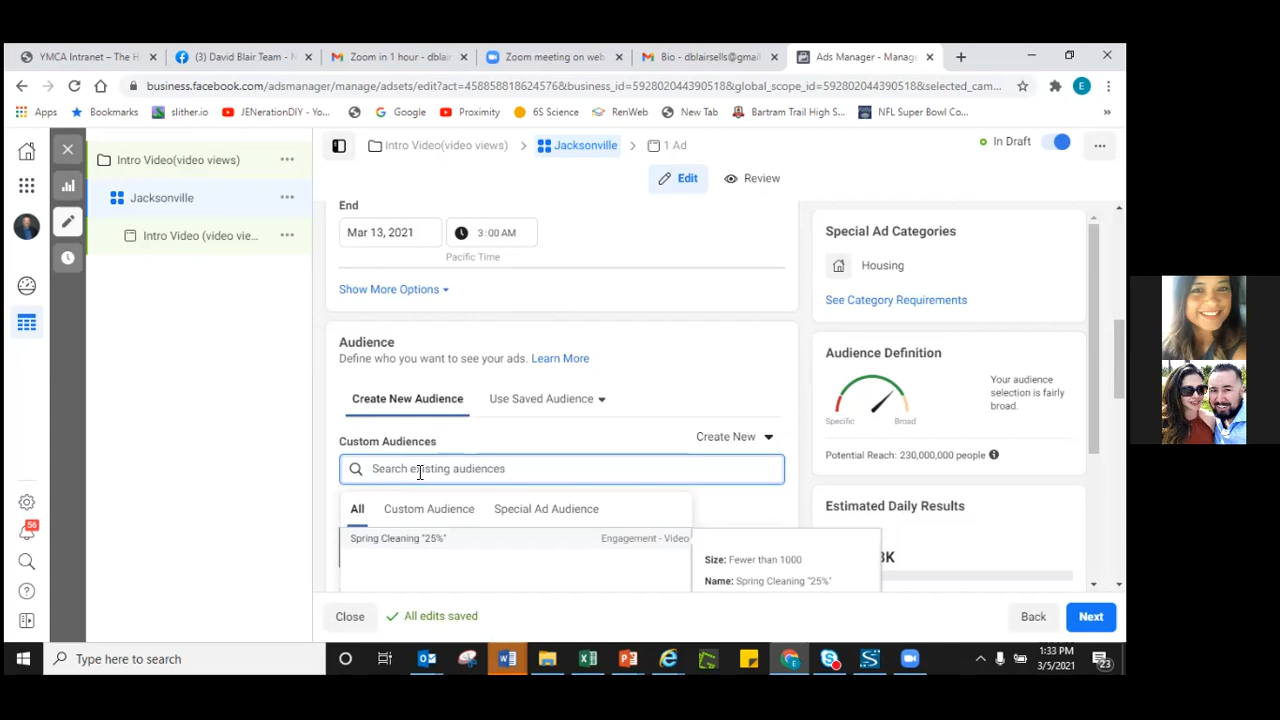 YMCA Intranet – The H
(3) David Blair Team - N
Zoom in 1 hour - dblair
Zoom meeting on web
Bio - dblairsells@gmail
Ads Manager - Manage
business.facebook.com/adsmanager/manage/adsets/edit?act=458858818624576&business_id=592802044390518&global_scope_id=592802044390518&selected_cam...
Apps
Bookmarks
slither.io
JENerationDIY - Yo...
Google
Proximity
6S Science
RenWeb
New Tab
Bartram Trail High S...
NFL Super Bowl Co...
Intro Video(video views)
Jacksonville
Intro Video (video vie...
Intro Video(video views)
Jacksonville
1 Ad
In Draft
Edit
Review
End
Mar 13, 2021
3:00 AM
Pacific Time
Show More Options
Audience
Define who you want to see your ads. Learn More
Create New Audience
Use Saved Audience
Custom Audiences
Create New
Search existing audiences
All
Custom Audience
Special Ad Audience
Spring Cleaning "25%"
Engagement - Video
Size: Fewer than 1000
Name: Spring Cleaning "25%"
Special Ad Categories
Housing
See Category Requirements
Audience Definition
Specific
Broad
Your audience
selection is fairly
broad.
Potential Reach: 230,000,000 people
Estimated Daily Results
K
Close
All edits saved
Back
Next
56
Type here to search
1:33 PM
3/5/2021
23